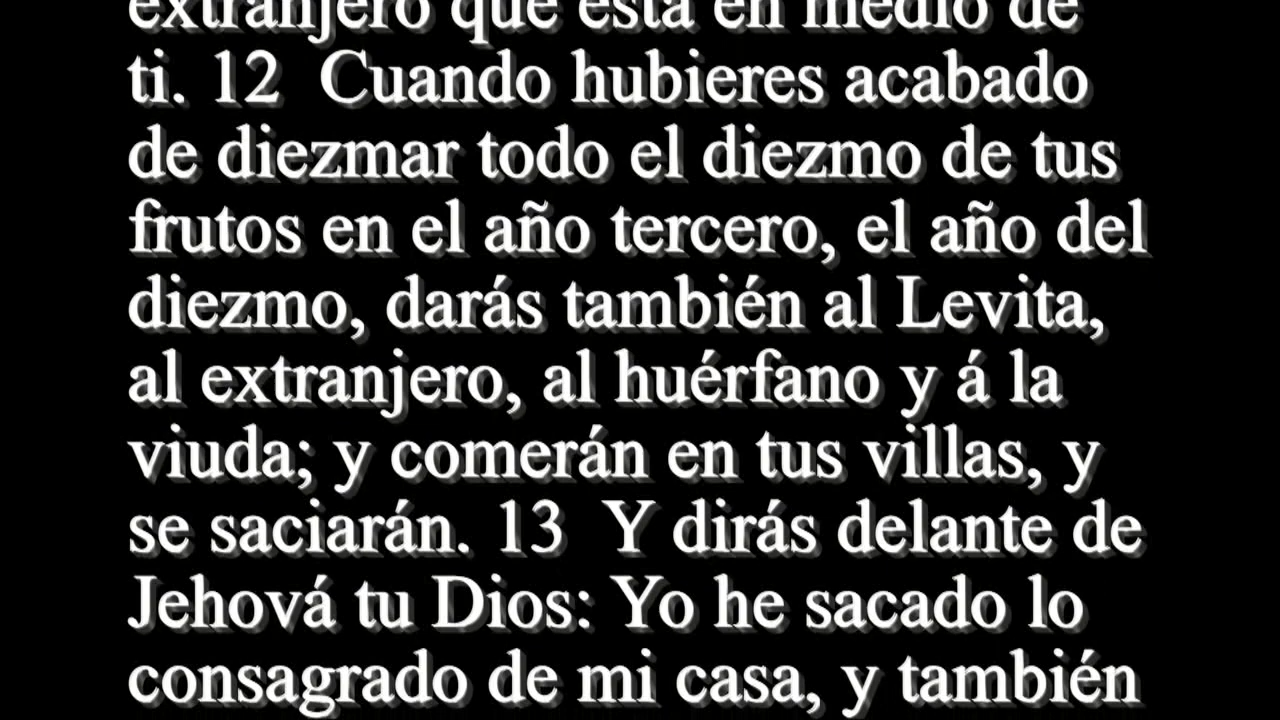 extranjero que está en medio de
ti. 12 Cuando hubieres acabado
de diezmar todo el diezmo de tus
frutos en el año tercero, el año del
diezmo, darás también al Levita,
al extranjero, al huérfano y á la
viuda; y comerán en tus villas, y
se saciarán. 13 Y dirás delante de
Jehová tu Dios: Yo he sacado lo
consagrado de mi casa, y también